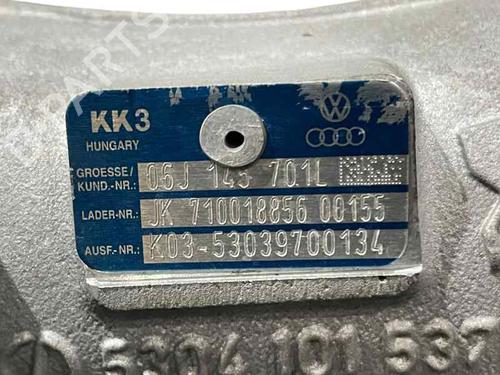 KK3
HUNGARY
GROESSE/
KUND.-NR.: 06J 145 701L
LADER-NR.: JK 710018856 00155
AUSF.-NR.: K03-53039700134
5304 101 537